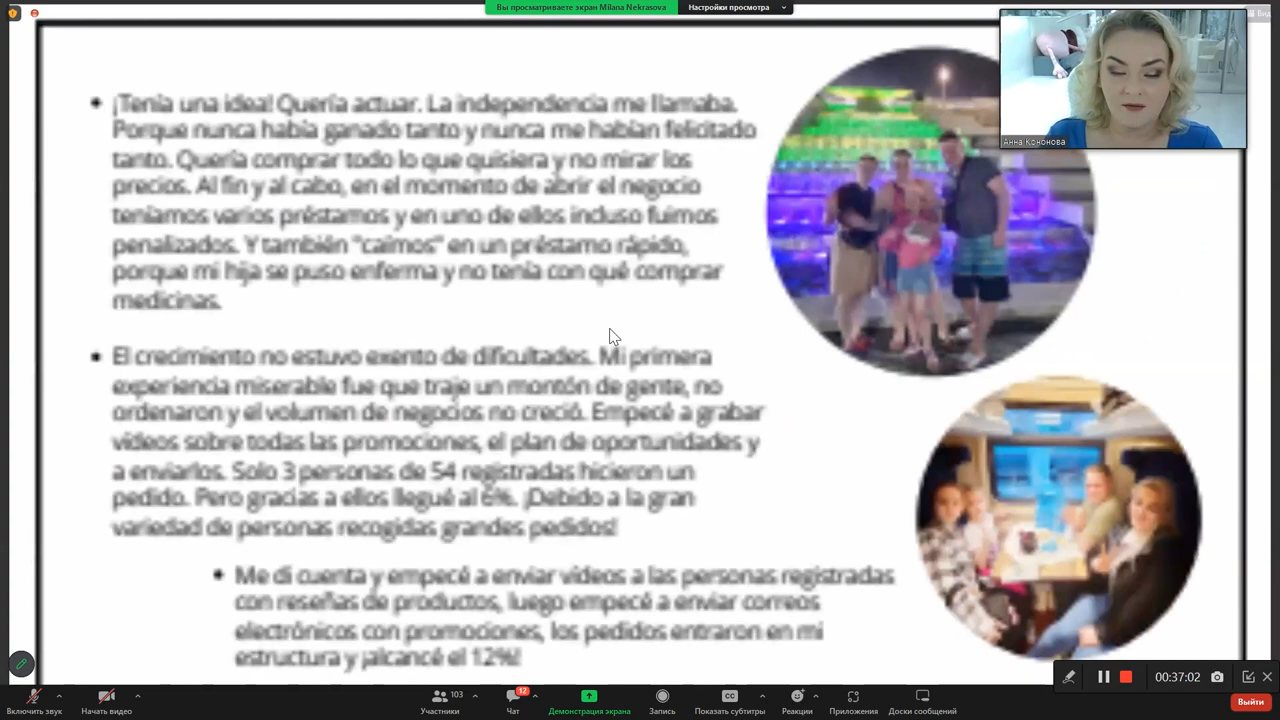 Вы просматриваете экран Milana Nekrasova
Настройки просмотра
Вид
Анна Кононова
• ¡Tenía una idea! Quería actuar. La independencia me llamaba.
Porque nunca había ganado tanto y nunca me habían felicitado
tanto. Quería comprar todo lo que quisiera y no mirar los
precios. Al fin y al cabo, en el momento de abrir el negocio
teníamos varios préstamos y en uno de ellos incluso fuimos
penalizados. Y también "caímos" en un préstamo rápido,
porque mi hija se puso enferma y no tenía con qué comprar
medicinas.
• El crecimiento no estuvo exento de dificultades. Mi primera
experiencia miserable fue que traje un montón de gente, no
ordenaron y el volumen de negocios no creció. Empecé a grabar
vídeos sobre todas las promociones, el plan de oportunidades y
a enviarlos. Solo 3 personas de 54 registradas hicieron un
pedido. Pero gracias a ellos llegué al 6%. ¡Debido a la gran
variedad de personas recogidas grandes pedidos!
• Me di cuenta y empecé a enviar vídeos a las personas registradas
con reseñas de productos, luego empecé a enviar correos
electrónicos con promociones, los pedidos entraron en mi
estructura y ¡alcancé el 12%!
00:37:02
Включить звук
Начать видео
103
Участники
12
Чат
Демонстрация экрана
Запись
CC
Показать субтитры
Реакции
Приложения
Доски сообщений
Выйти